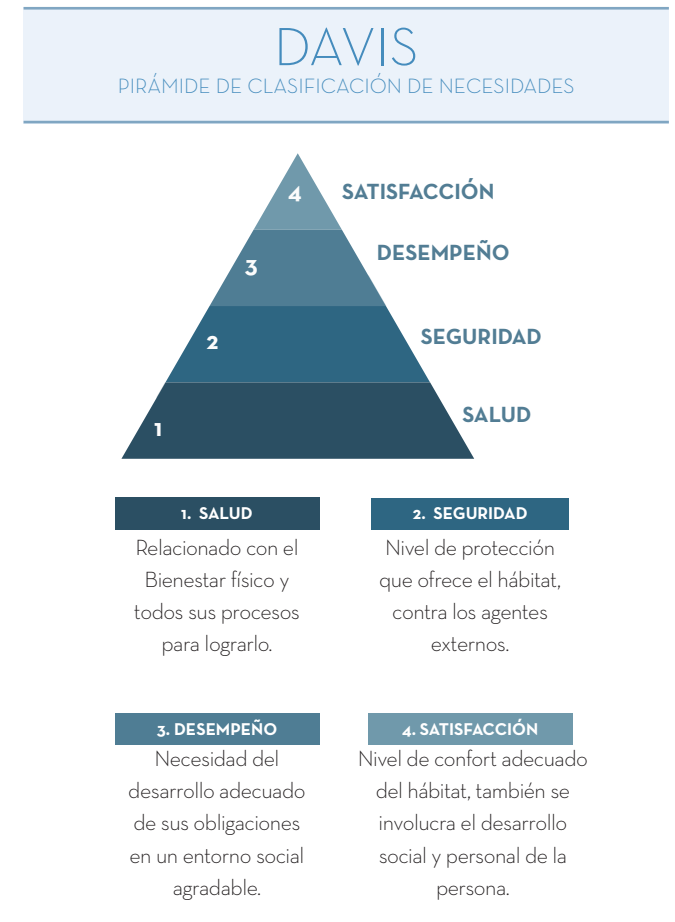 DAVIS
PIRÁMIDE DE CLASIFICACIÓN DE NECESIDADES
4
SATISFACCIÓN
3
DESEMPEÑO
2
SEGURIDAD
1
SALUD
1. SALUD
Relacionado con el
Bienestar físico y
todos sus procesos
para lograrlo.
2. SEGURIDAD
Nivel de protección
que ofrece el hábitat,
contra los agentes
externos.
3. DESEMPEÑO
Necesidad del
desarrollo adecuado
de sus obligaciones
en un entorno social
agradable.
4. SATISFACCIÓN
Nivel de confort adecuado
del hábitat, también se
involucra el desarrollo
social y personal de la
persona.